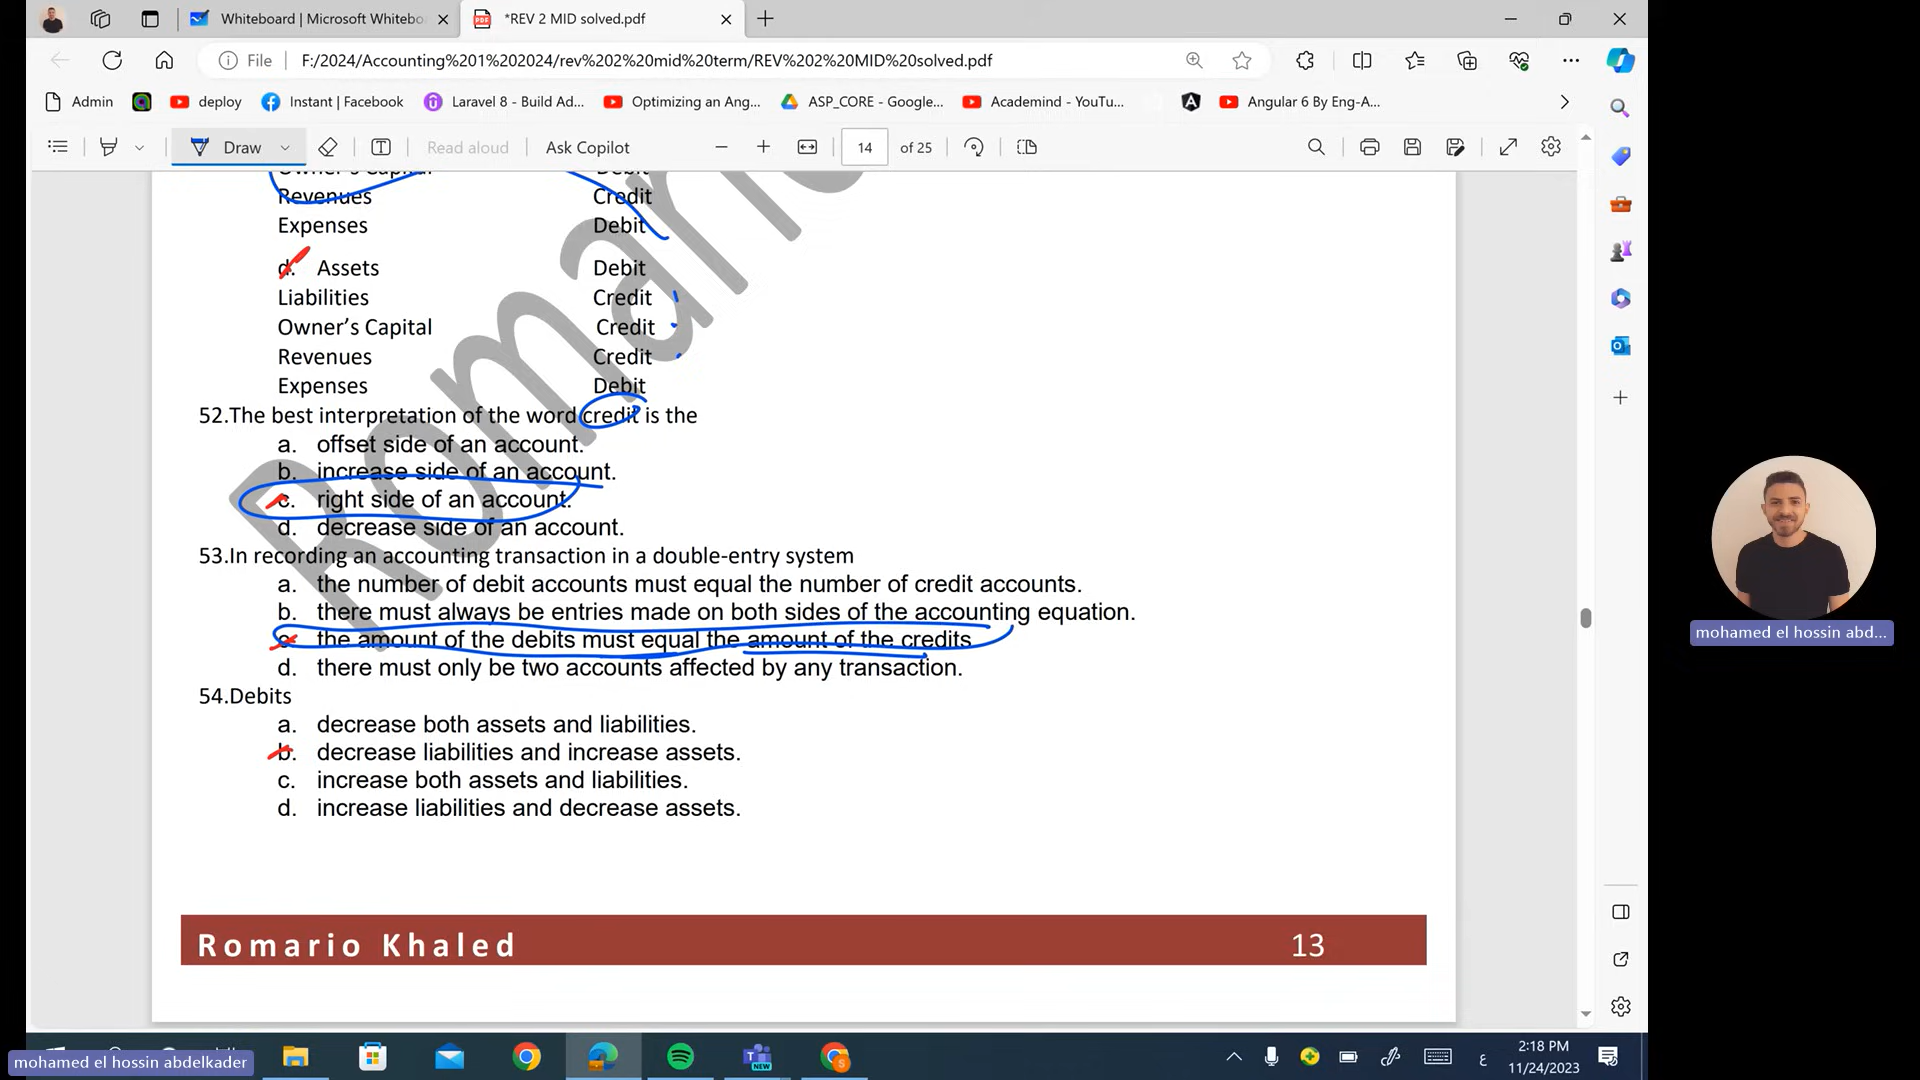 Whiteboard | Microsoft Whitebo
*REV 2 MID solved.pdf
File
F:/2024/Accounting%201%202024/rev%202%20mid%20term/REV%202%20MID%20solved.pdf
Admin
deploy
Instant | Facebook
Laravel 8 - Build Ad...
Optimizing an Ang...
ASP_CORE - Google...
Academind - YouTu...
Angular 6 By Eng-A...
Draw
Read aloud
Ask Copilot
14
of 25
Owner's Capital Debit
Revenues Credit
Expenses Debit
d. Assets Debit
Liabilities Credit
Owner’s Capital Credit
Revenues Credit
Expenses Debit
52.The best interpretation of the word credit is the
a. offset side of an account.
b. increase side of an account.
c. right side of an account.
d. decrease side of an account.
53.In recording an accounting transaction in a double-entry system
a. the number of debit accounts must equal the number of credit accounts.
b. there must always be entries made on both sides of the accounting equation.
c. the amount of the debits must equal the amount of the credits
d. there must only be two accounts affected by any transaction.
54.Debits
a. decrease both assets and liabilities.
b. decrease liabilities and increase assets.
c. increase both assets and liabilities.
d. increase liabilities and decrease assets.
Romario Khaled 13
mohamed el hossin abd...
mohamed el hossin abdelkader
NEW
ع
2:18 PM
11/24/2023